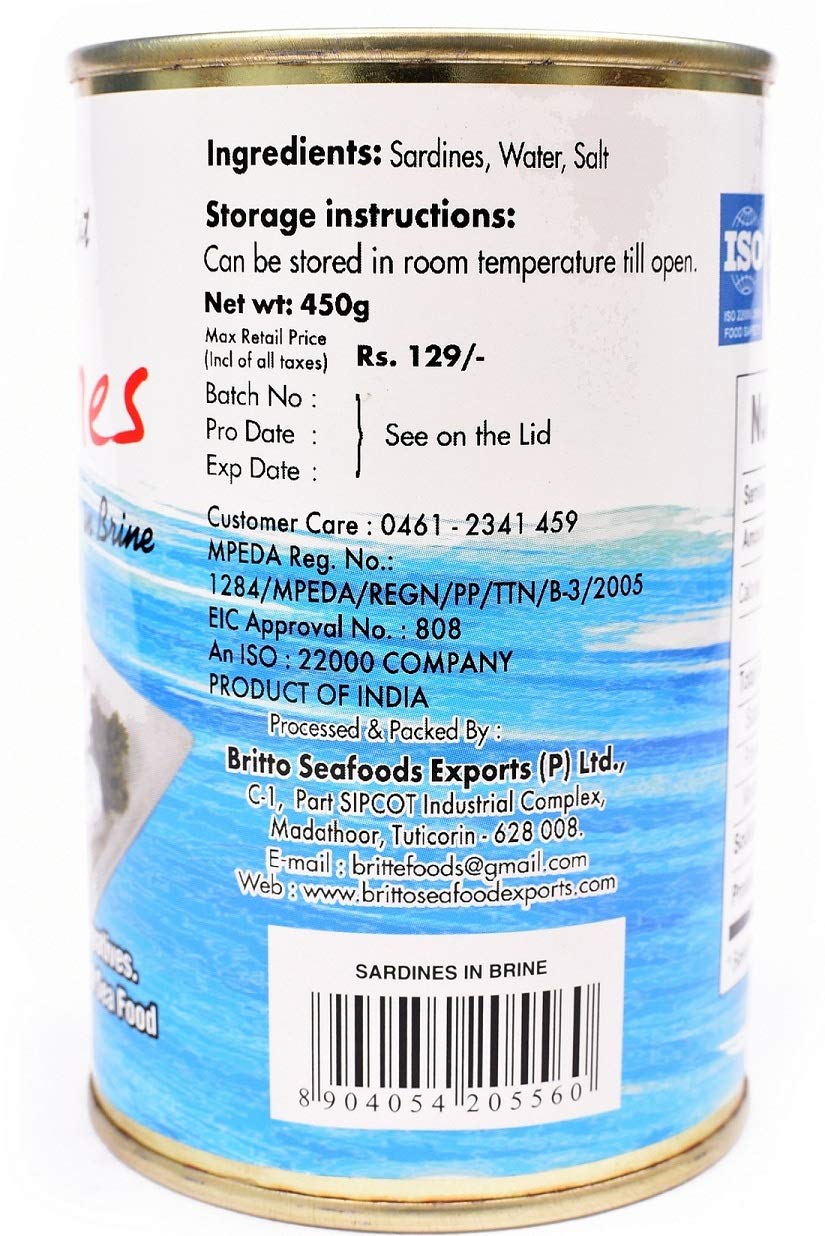 Ingredients: Sardines, Water, Salt
Storage instructions:
Can be stored in room temperature till open.
Net wt: 450g
Max Retail Price
(Incl of all taxes) Rs. 129/-
Batch No :
Pro Date : } See on the Lid
Exp Date :
Customer Care : 0461 - 2341 459
MPEDA Reg. No.:
1284/MPEDA/REGN/PP/TTN/B-3/2005
EIC Approval No. : 808
An ISO : 22000 COMPANY
PRODUCT OF INDIA
Processed & Packed By :
Britto Seafoods Exports (P) Ltd.,
C-1, Part SIPCOT Industrial Complex,
Madathoor, Tuticorin - 628 008.
E-mail : brittefoods@gmail.com
Web : www.brittoseafoodexports.com
SARDINES IN BRINE
8 904054 205560
Brine
Sea Food
ISO